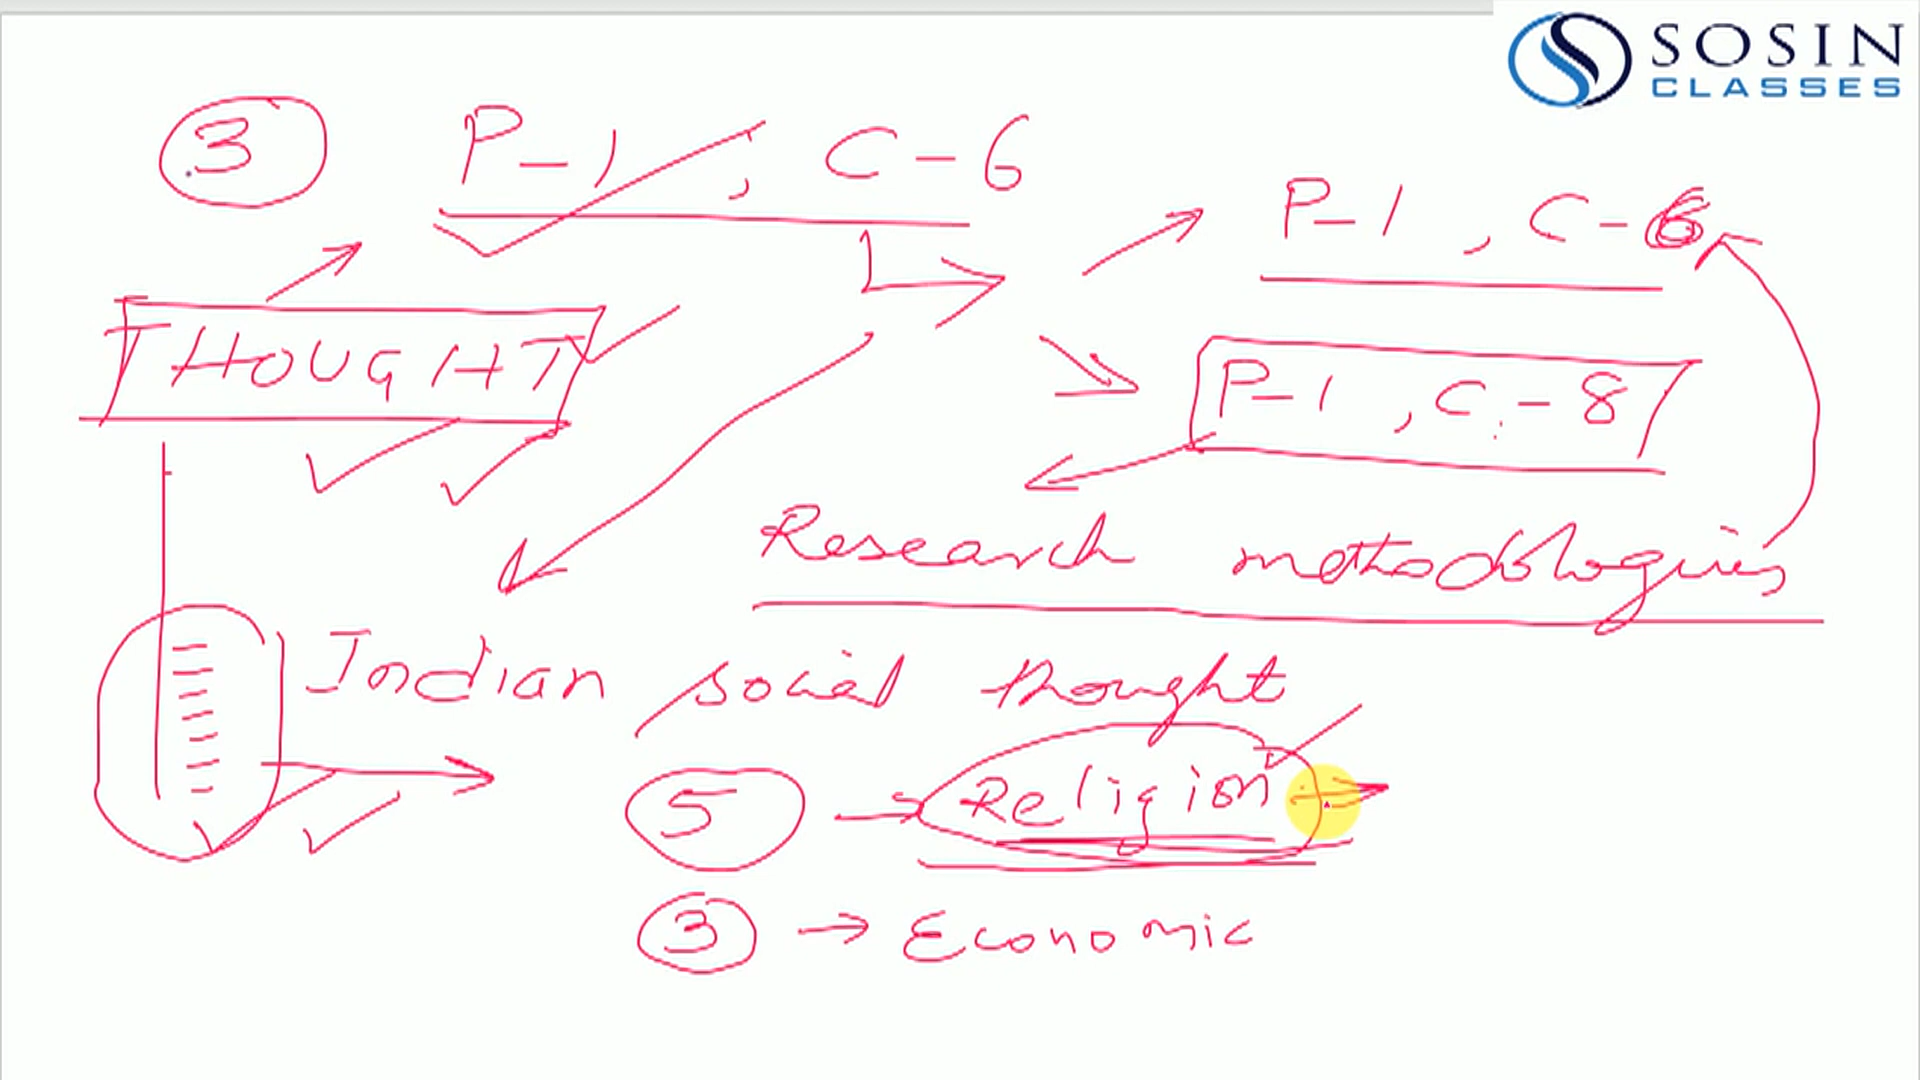 SOSIN
CLASSES
3 P-1, C-6
P-1, C-6
THOUGHT
P-1, C-8
Research methodologies
Indian social thought
5 → Religion
3 → Economic